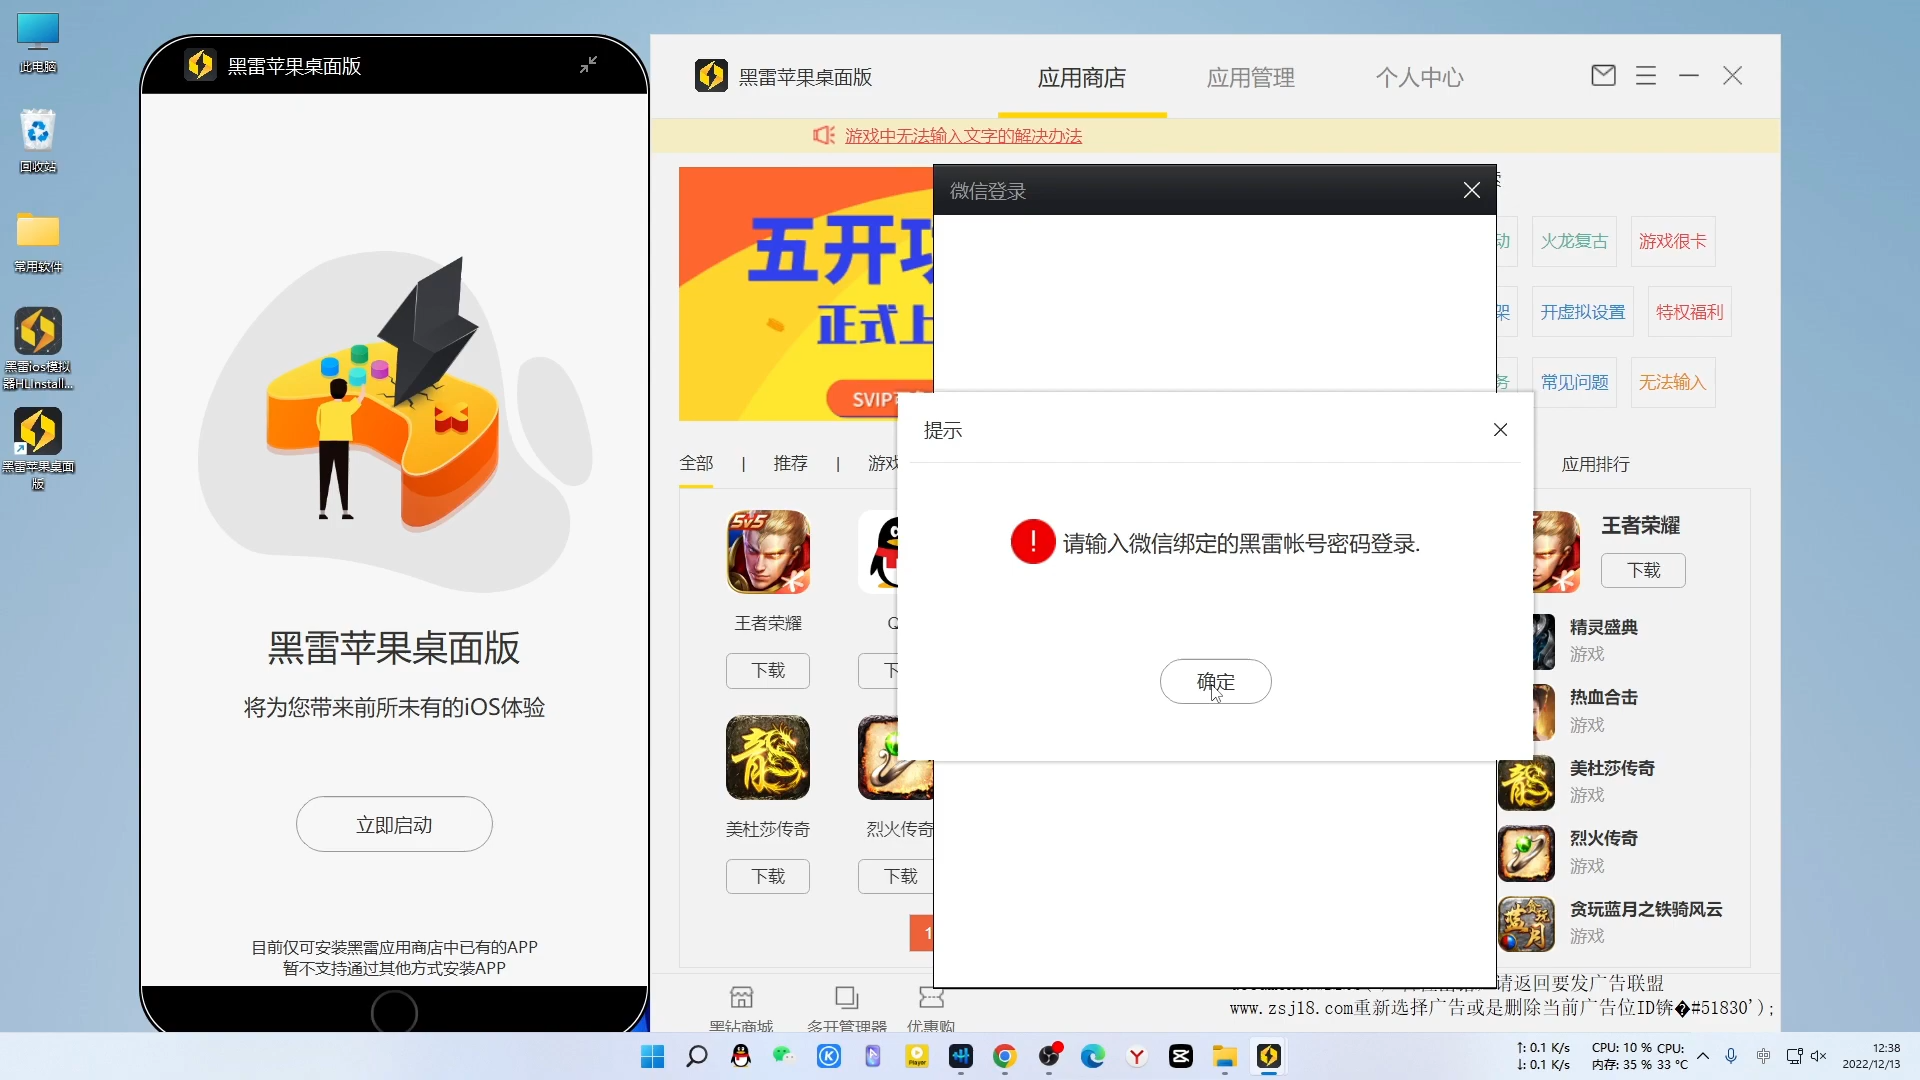 此电脑
回收站
常用软件
黑雷ios模拟
器HLInstall...
黑雷苹果桌面
版
黑雷苹果桌面版
黑雷苹果桌面版
将为您带来前所未有的iOS体验
立即启动
目前仅可安装黑雷应用商店中已有的APP
暂不支持通过其他方式安装APP
黑雷苹果桌面版
应用商店
应用管理
个人中心
游戏中无法输入文字的解决办法
五开
正式上
SVIP
微信登录
动
火龙复古
游戏很卡
架
开虚拟设置
特权福利
务
常见问题
无法输入
提示
请输入微信绑定的黑雷帐号密码登录.
确定
全部 | 推荐 | 游戏
应用排行
5v5
王者荣耀
下载
Q
下
美杜莎传奇
下载
烈火传奇
下载
1
王者荣耀
下载
精灵盛典
游戏
热血合击
游戏
美杜莎传奇
游戏
烈火传奇
游戏
贪玩蓝月之铁骑风云
游戏
请返回要发广告联盟
www.zsj18.com重新选择广告或是删除当前广告位ID锛�#51830');
黑钻商城
多开管理器
优惠购
↑: 0.1 K/s
↓: 0.1 K/s
CPU: 10 % CPU:
内存: 35 % 33 °C
中
12:38
2022/12/13